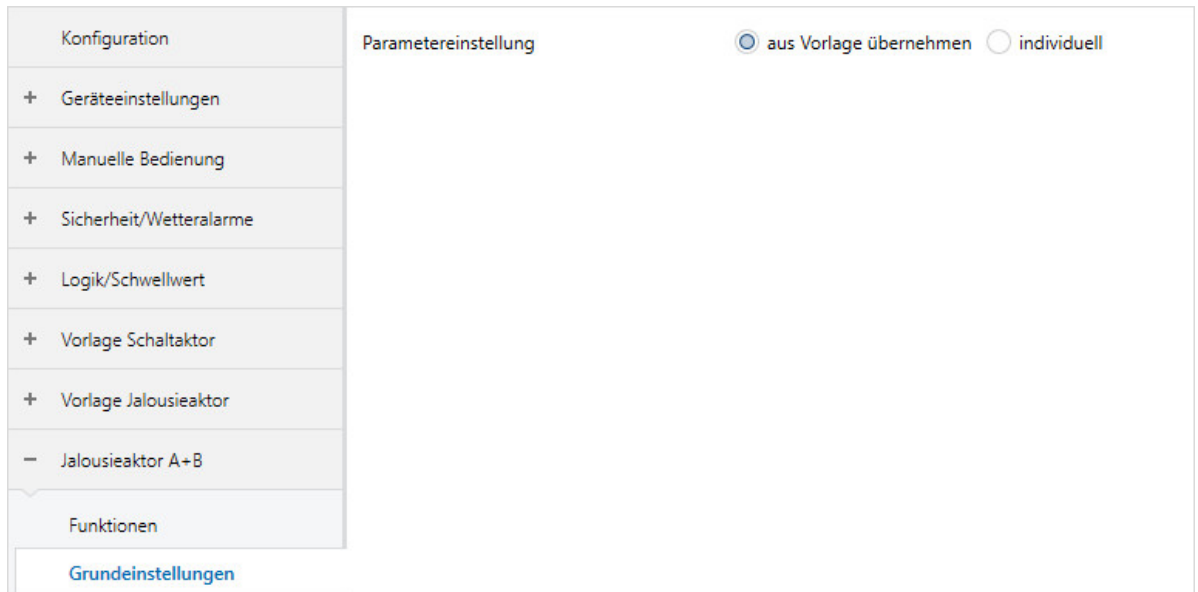 Konfiguration
+ Geräteeinstellungen
+ Manuelle Bedienung
+ Sicherheit/Wetteralarme
+ Logik/Schwellwert
+ Vorlage Schaltaktor
+ Vorlage Jalousieaktor
− Jalousieaktor A+B
Funktionen
Grundeinstellungen
Parametereinstellung aus Vorlage übernehmen individuell